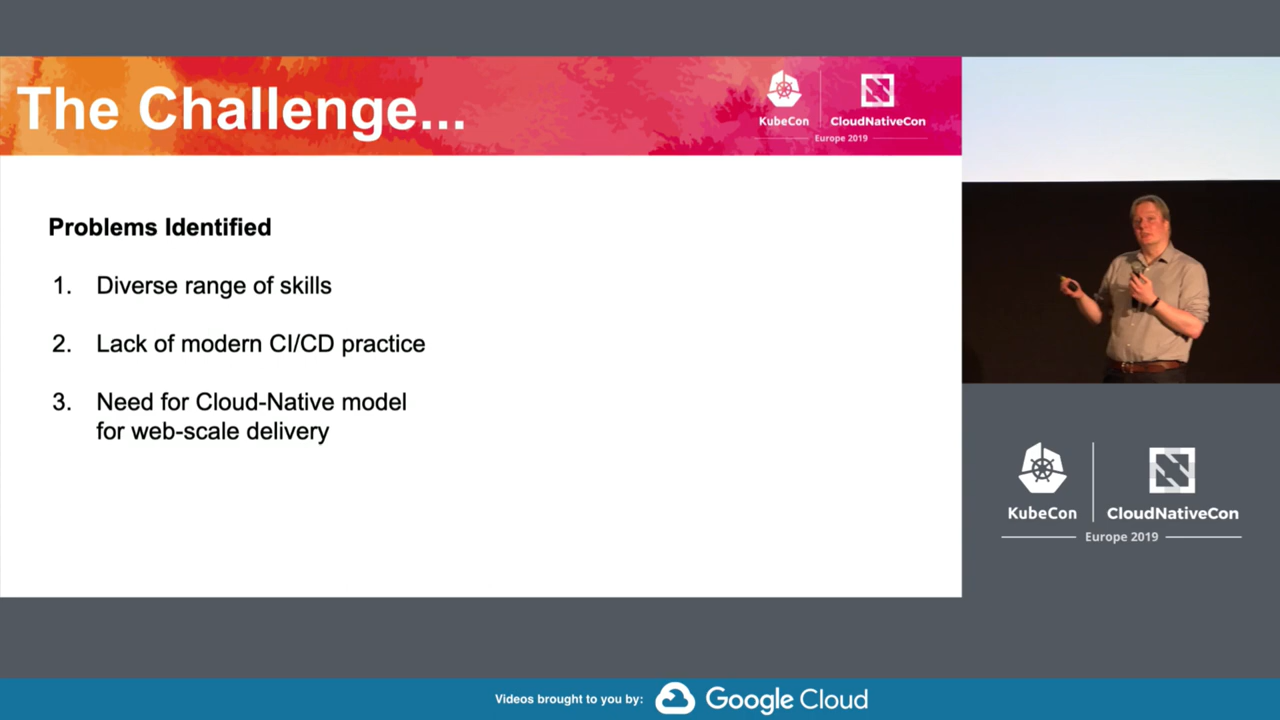 The Challenge...
KubeCon
CloudNativeCon
Europe 2019
Problems Identified
1. Diverse range of skills
2. Lack of modern CI/CD practice
3. Need for Cloud-Native model
for web-scale delivery
KubeCon
CloudNativeCon
Europe 2019
Videos brought to you by: Google Cloud